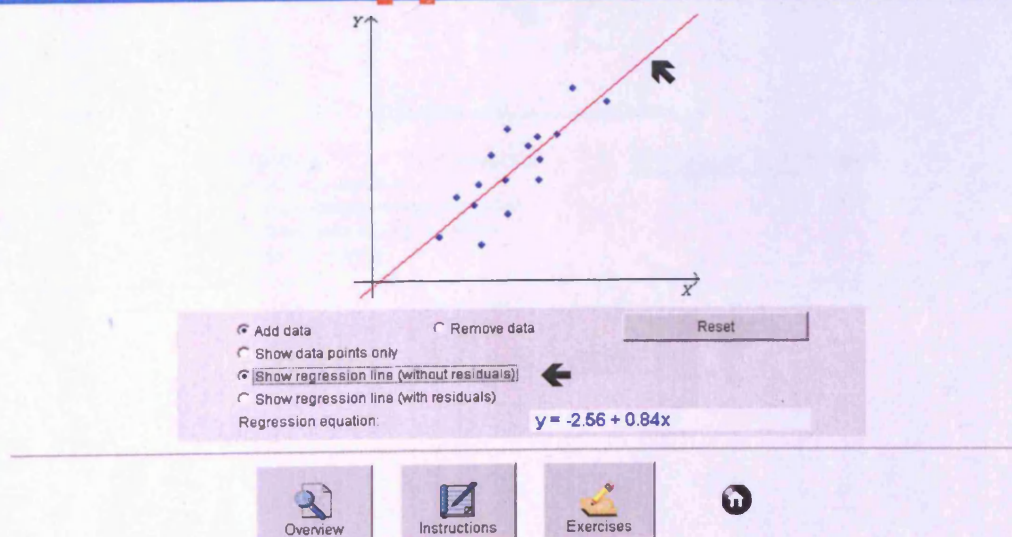 Y
X
Add data Remove data Reset
Show data points only
Show regression line (without residuals)
Show regression line (with residuals)
Regression equation: y = -2.56 + 0.84x
Overview Instructions Exercises